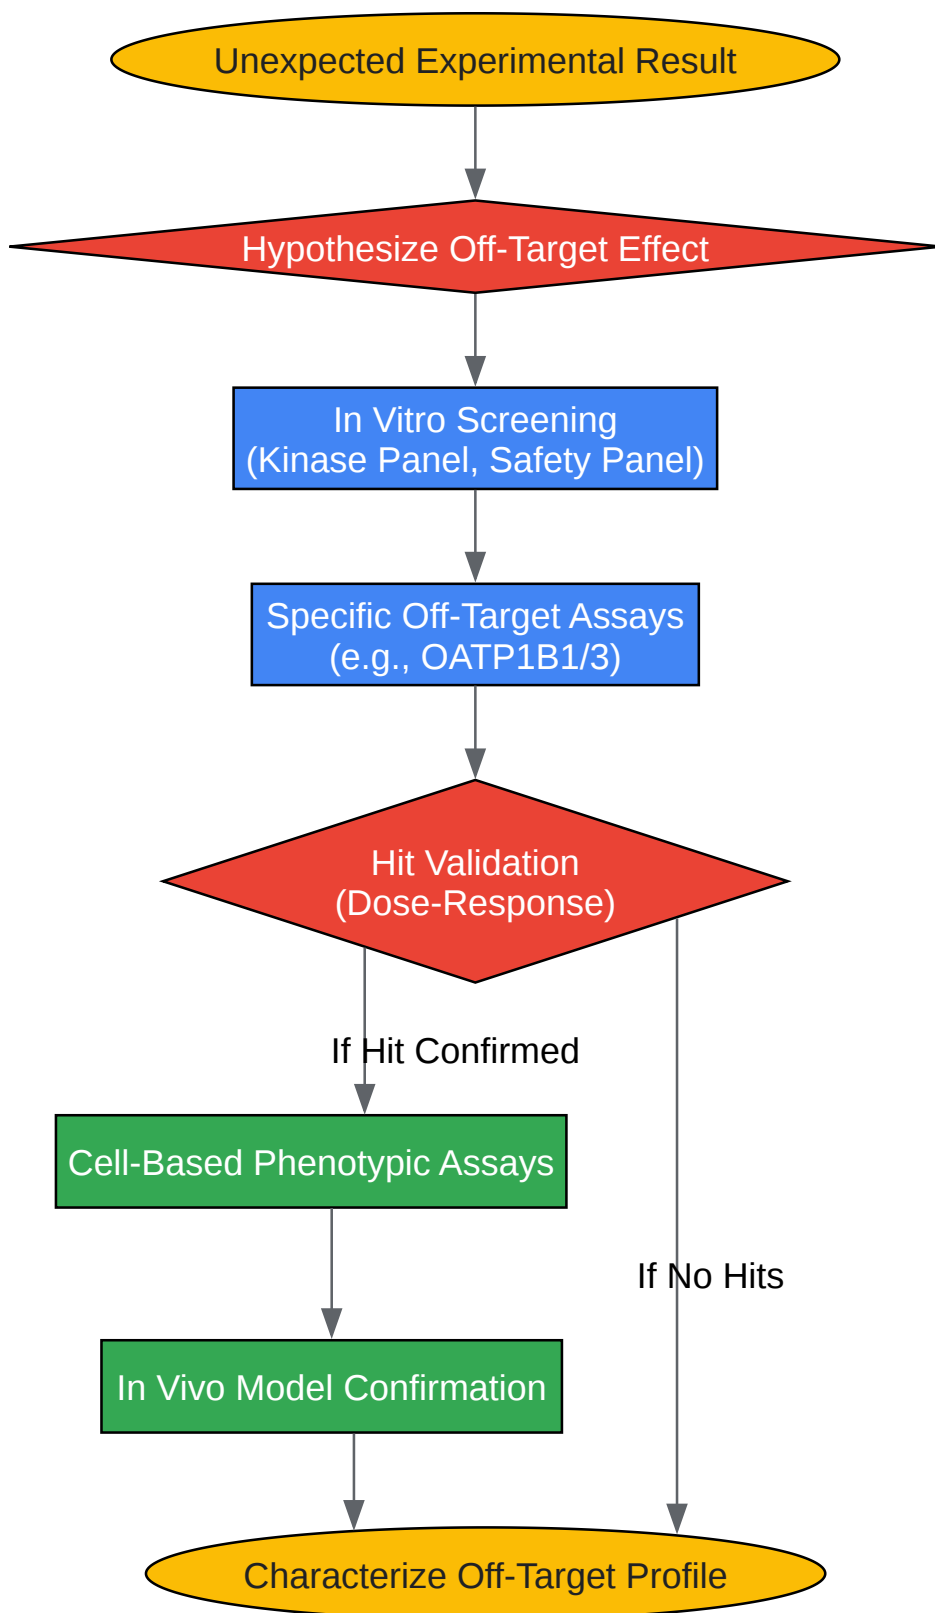 Unexpected Experimental Result
Hypothesize Off-Target Effect
In Vitro Screening
(Kinase Panel, Safety Panel)
Specific Off-Target Assays
(e.g., OATP1B1/3)
Hit Validation
(Dose-Response)
If Hit Confirmed
Cell-Based Phenotypic Assays
If No Hits
In Vivo Model Confirmation
Characterize Off-Target Profile